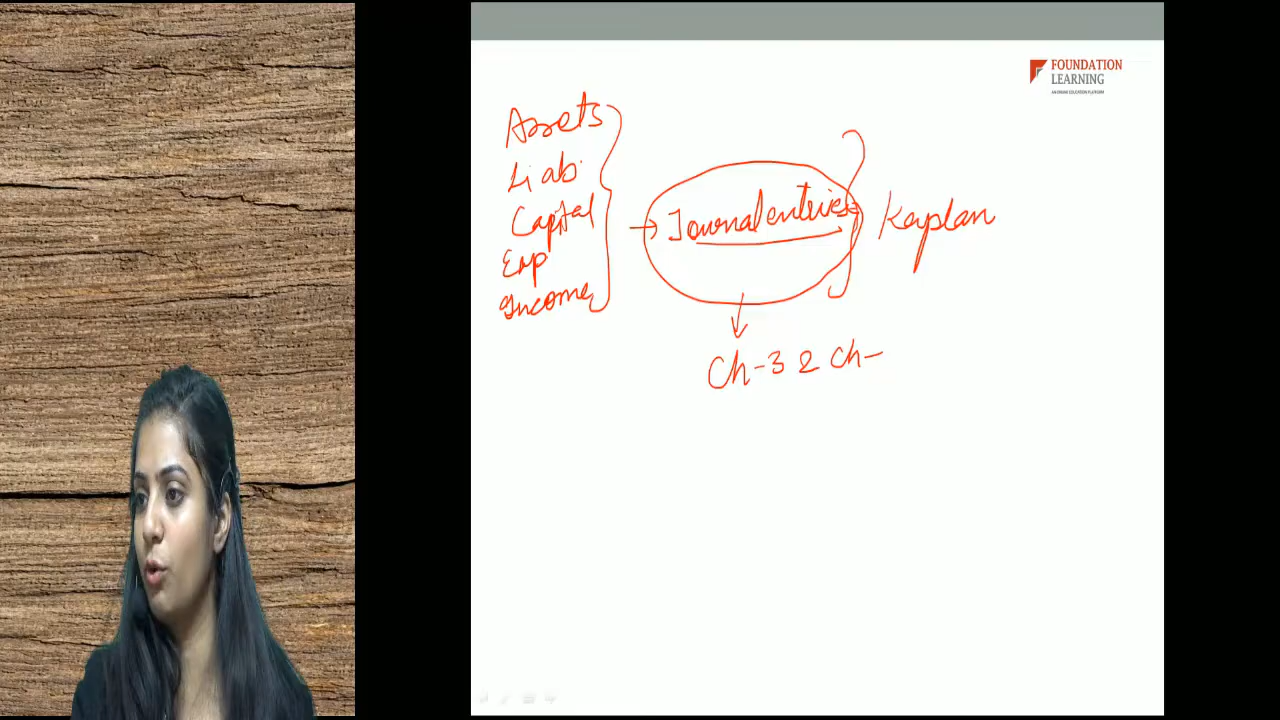 FOUNDATION
LEARNING
Assets
Liab.
Capital
Exp
Income
Journal entries
Kaplan
Ch-3 & Ch-